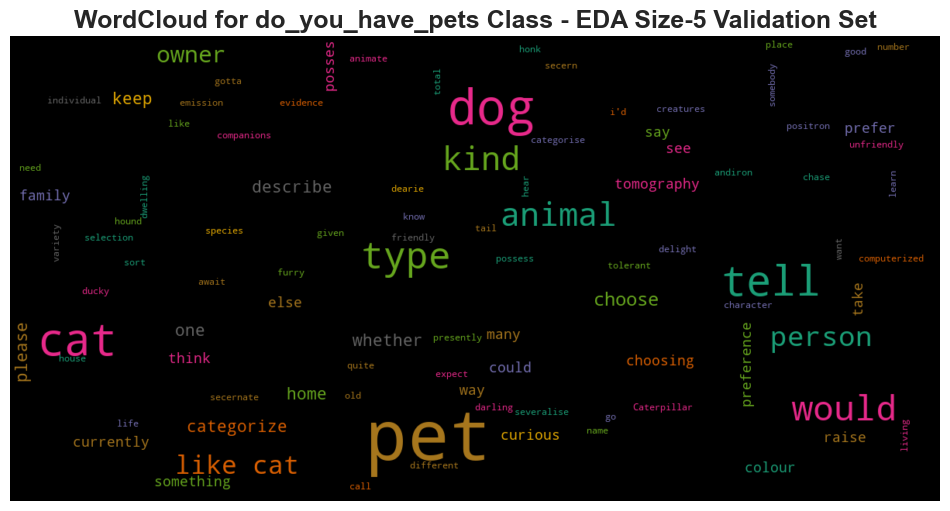 WordCloud for do_you_have_pets Class - EDA Size-5 Validation Set
owner
posses
animate
total
honk
secern
place
good
number
somebody
gotta
individual
keep
emission
evidence
dog
i'd
creatures
like
companions
categorise
say
see
positron
prefer
unfriendly
kind
need
family
dwelling
describe
dearie
hear
tomography
andiron
chase
learn
hound
know
animal
variety
selection
species
given
friendly
tail
type
possess
delight
want
sort
tolerant
computerized
await
furry
tell
ducky
else
choose
character
take
please
cat
one
whether
presently
many
person
house
think
quite
could
choosing
preference
expect
home
secernate
old
way
darling
severalise
go
Caterpillar
would
life
categorize
pet
curious
name
raise
living
currently
like cat
different
colour
something
call